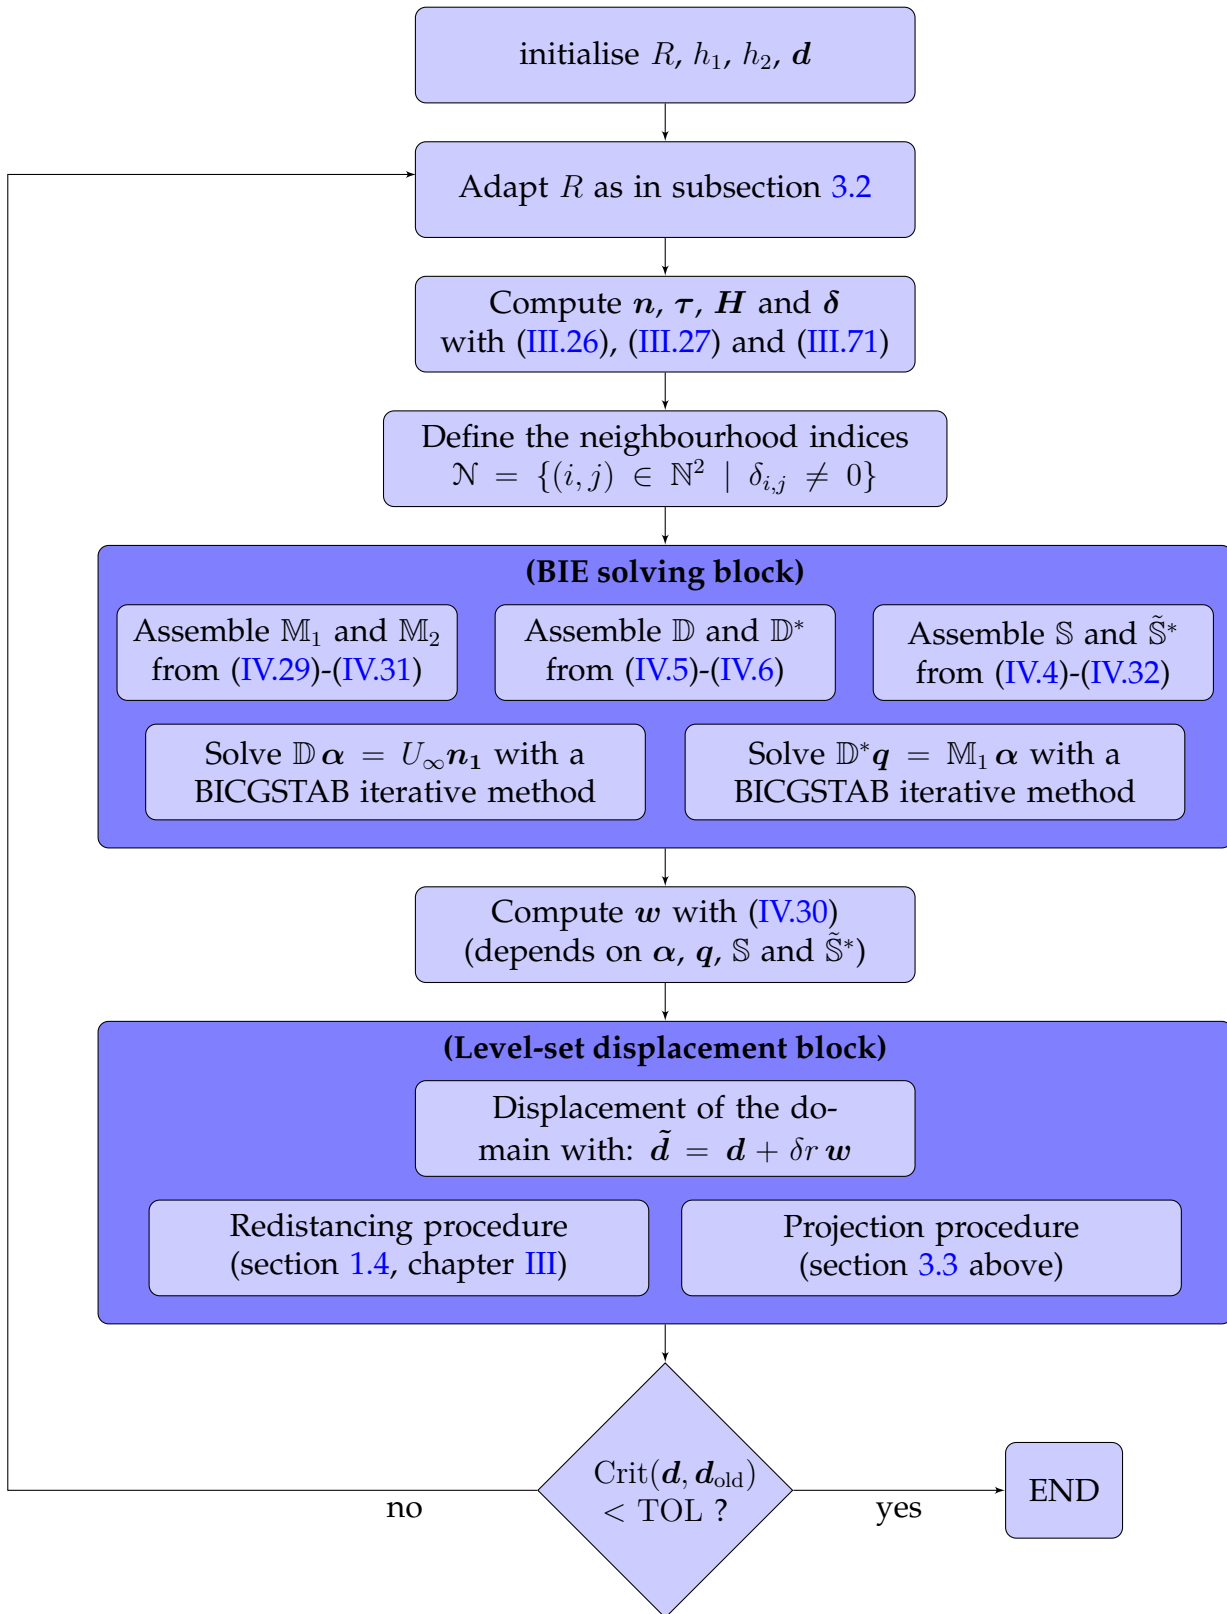 initialise R, h₁, h₂, d
Adapt R as in subsection 3.2
Compute n, τ, H and δ
with (III.26), (III.27) and (III.71)
Define the neighbourhood indices
𝒩 = {(i, j) ∈ ℕ² | δᵢ,ⱼ ≠ 0}
(BIE solving block)
Assemble 𝕄₁ and 𝕄₂
from (IV.29)-(IV.31)
Assemble 𝔻 and 𝔻*
from (IV.5)-(IV.6)
Assemble 𝕊 and 𝕊̃*
from (IV.4)-(IV.32)
Solve 𝔻 α = U∞n₁ with a
BICGSTAB iterative method
Solve 𝔻*q = 𝕄₁ α with a
BICGSTAB iterative method
Compute w with (IV.30)
(depends on α, q, 𝕊 and 𝕊̃*)
(Level-set displacement block)
Displacement of the do-
main with: d̃ = d + δr w
Redistancing procedure
(section 1.4, chapter III)
Projection procedure
(section 3.3 above)
Crit(d, d_old)
< TOL ?
no
yes
END